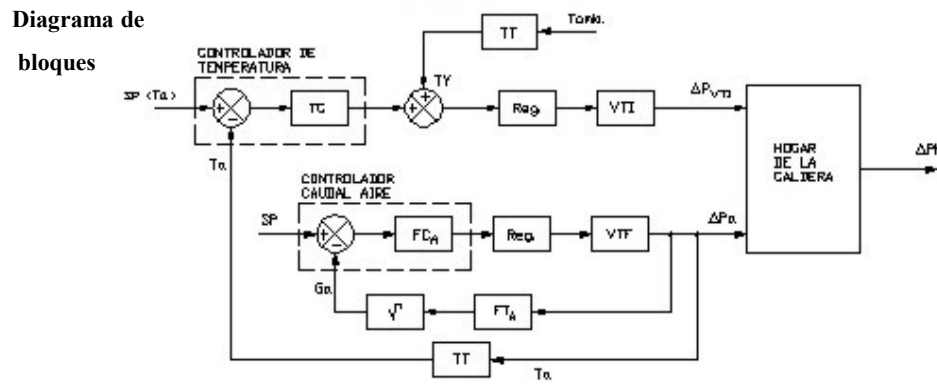 Diagrama de
bloques
CONTROLADOR DE
TEMPERATURA
TT
Tamb.
SP (Ta)
TC
TY
Reg.
VTI
ΔPVTI
HOGAR
DE LA
CALDERA
Ta
CONTROLADOR
CAUDAL AIRE
SP
FCA
Reg.
VTF
ΔPa
Ga
√
FTA
TT
Ta